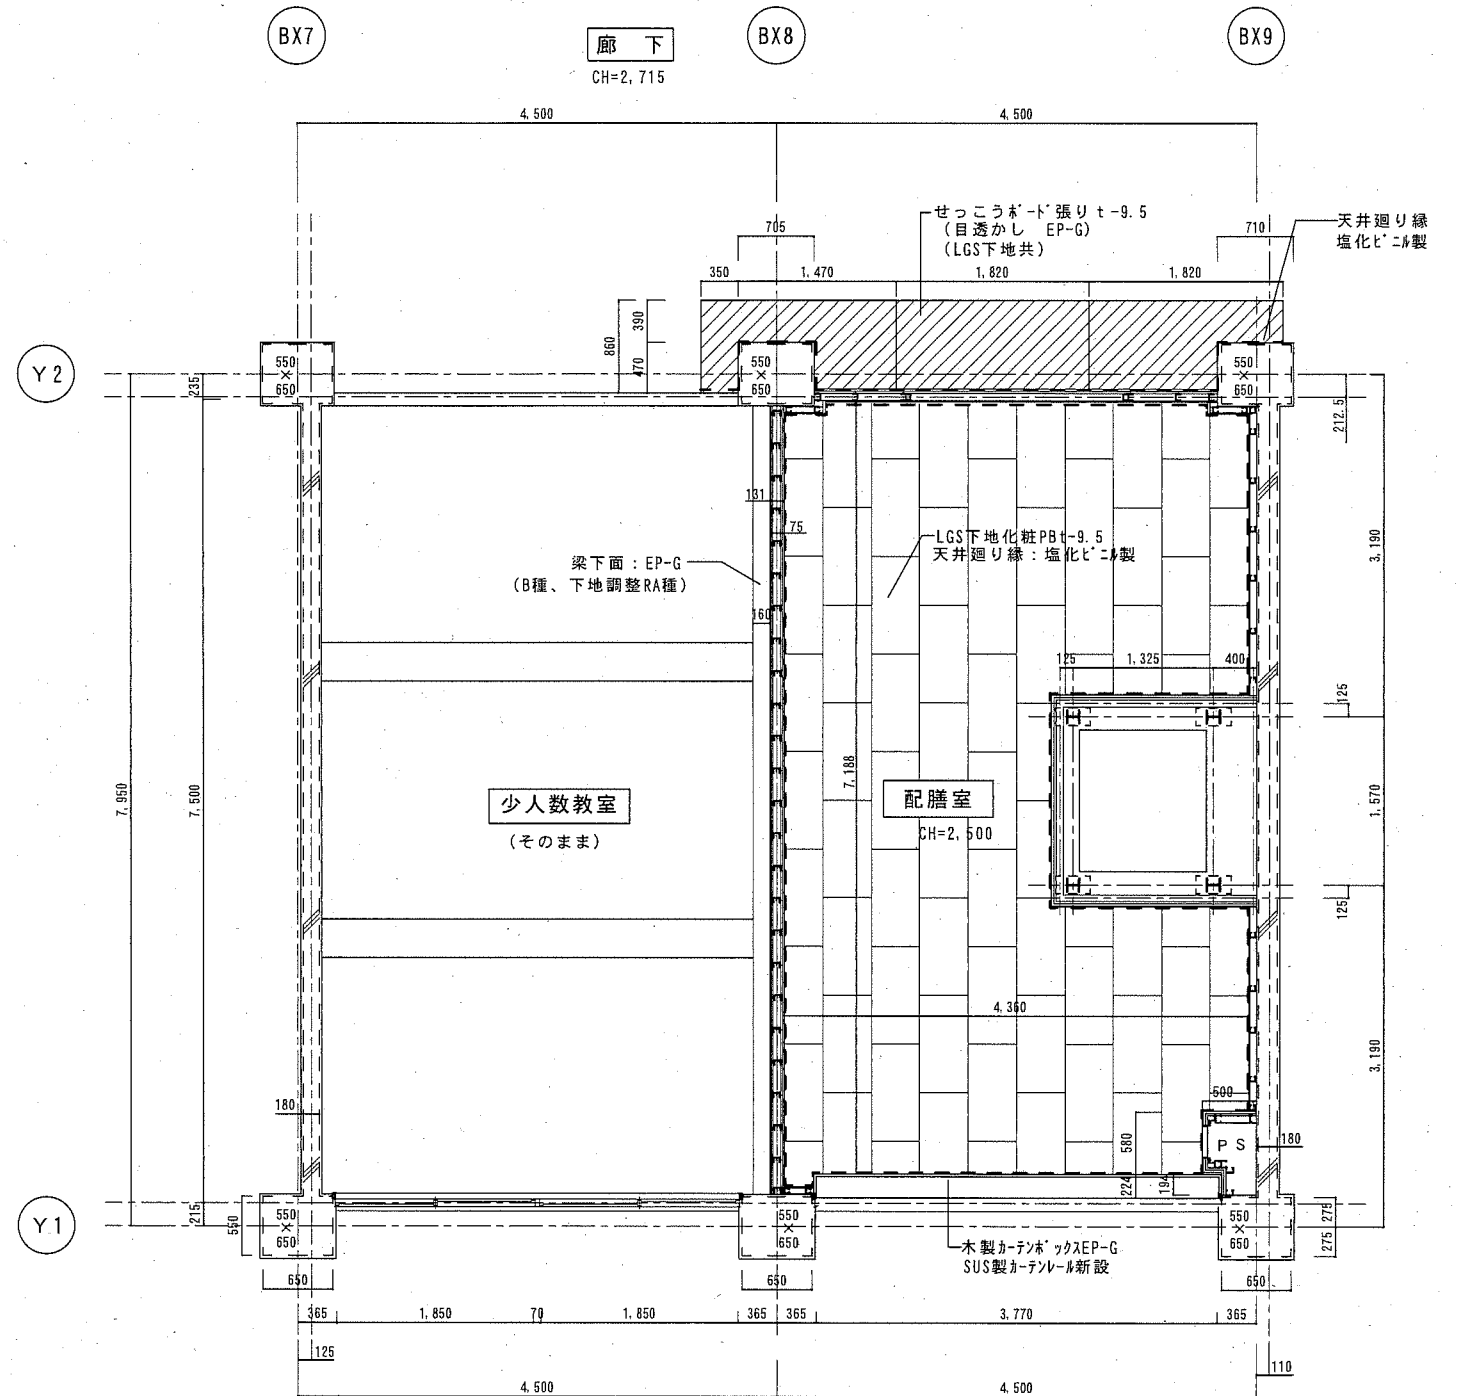 BX7
BX8
BX9
廊 下
CH=2,715
4,500
4,500
せっこうボード張り t-9.5
(目透かし EP-G)
(LGS下地共)
天井廻り縁
塩化ビニル製
705
710
350
1,470
1,820
1,820
390
860
470
Y2
550
650
550
650
550
650
235
212.5
131
75
LGS下地化粧PBt-9.5
天井廻り縁：塩化ビニル製
梁下面：EP-G
(B種、下地調整RA種)
160
3,190
125
1,325
400
125
7,950
7,500
7,188
少人数教室
(そのまま)
配膳室
CH=2,500
1,570
125
4,360
3,190
180
500
580
PS
180
224
194
Y1
215
550
550
650
550
650
550
650
275
275
木製カーテンボックスEP-G
SUS製カーテンレール新設
650
650
650
365
1,850
70
1,850
365
365
3,770
365
125
110
4,500
4,500